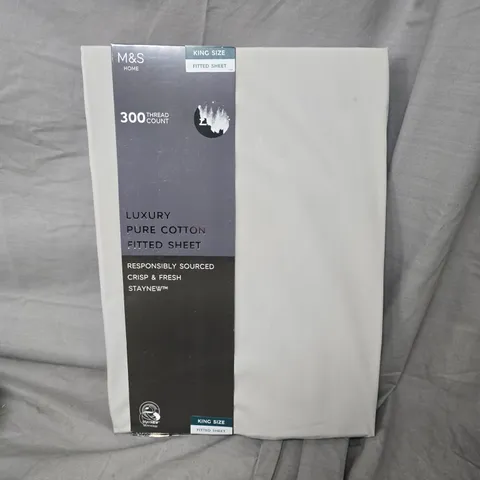 M&S
HOME
KING SIZE
FITTED SHEET
300 THREAD COUNT
£
LUXURY
PURE COTTON
FITTED SHEET
RESPONSIBLY SOURCED
CRISP & FRESH
STAYNEW™
KING SIZE
FITTED SHEET